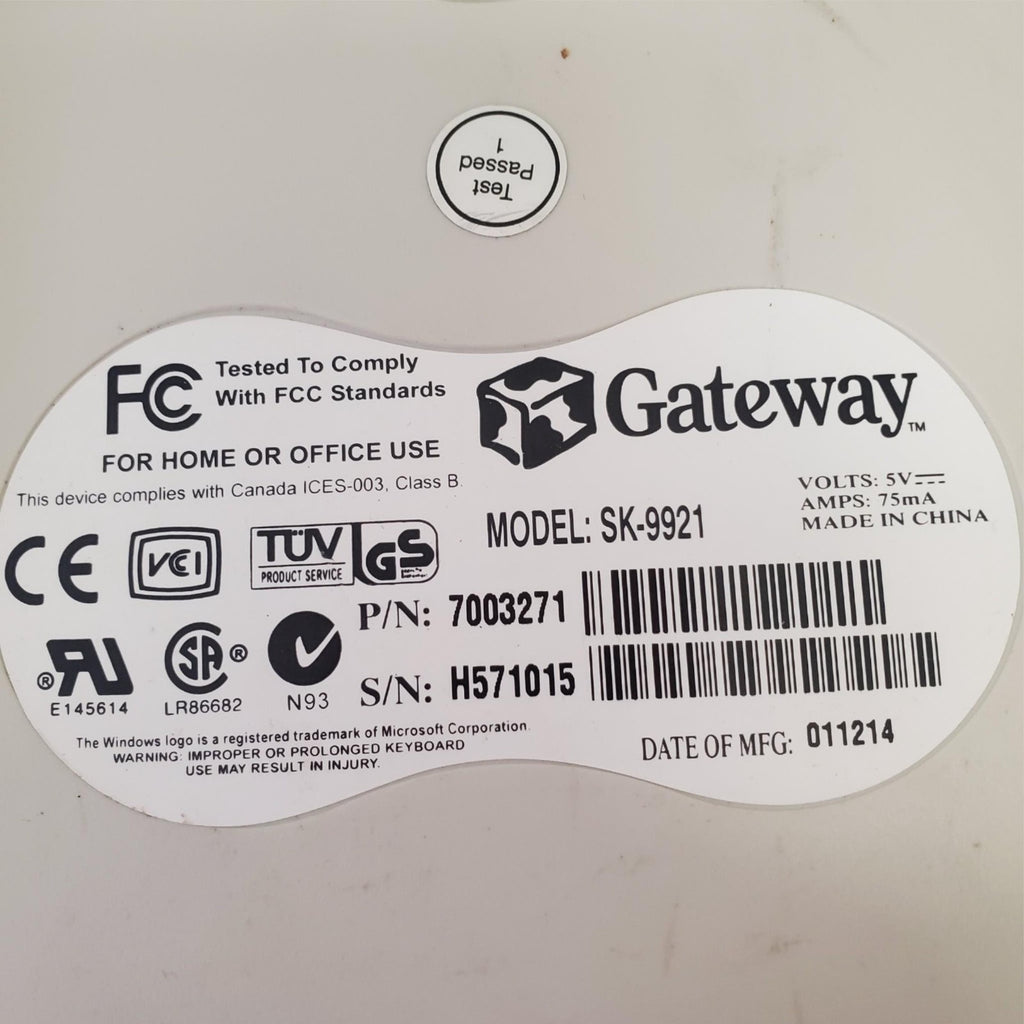 Test
Passed
1
FC Tested To Comply
With FCC Standards
FOR HOME OR OFFICE USE
This device complies with Canada ICES-003, Class B.
Gateway™
VOLTS: 5V
AMPS: 75mA
MADE IN CHINA
MODEL: SK-9921
CE VCI TÜV
PRODUCT SERVICE
GS
P/N: 7003271
S/N: H571015
®UR
E145614
SA®
LR86682
N93
The Windows logo is a registered trademark of Microsoft Corporation.
WARNING: IMPROPER OR PROLONGED KEYBOARD
USE MAY RESULT IN INJURY.
DATE OF MFG: 011214